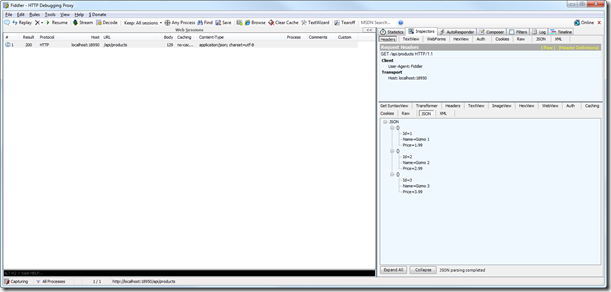 Fiddler - HTTP Debugging Proxy
File Edit Rules Tools View Help $ Donate
Replay X Resume Stream Decode Keep: All sessions Any Process Find Save Browse Clear Cache TextWizard Tearoff MSDN Search... Online
Web Sessions <<
# Result Protocol Host URL Body Caching Content-Type Process Comments Custom
1 200 HTTP localhost:18950 /api/products 129 no-cac... application/json; charset=utf-8
Statistics Inspectors AutoResponder Composer Filters Log Timeline
Headers TextView WebForms HexView Auth Cookies Raw JSON XML
Request Headers [Raw] [Header Definitions]
GET /api/products HTTP/1.1
Client
User-Agent: Fiddler
Transport
Host: localhost:18950
Get SyntaxView Transformer Headers TextView ImageView HexView WebView Auth Caching
Cookies Raw JSON XML
JSON
{}
Id=1
Name=Gizmo 1
Price=1.99
{}
Id=2
Name=Gizmo 2
Price=2.99
{}
Id=3
Name=Gizmo 3
Price=3.99
Expand All Collapse JSON parsing completed
Capturing All Processes 1 / 1 http://localhost:18950/api/products